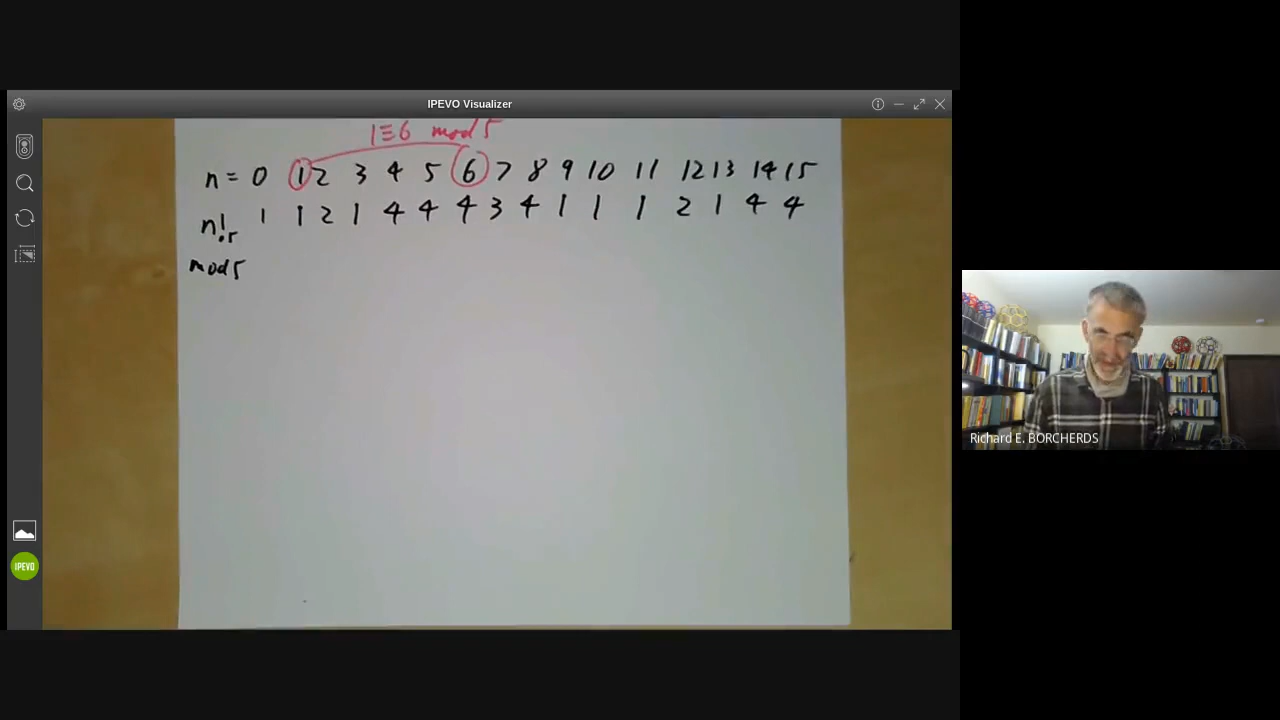 IPEVO Visualizer
1≡6 mod 5
n = 0 1 2 3 4 5 6 7 8 9 10 11 12 13 14 15
n!.5 1 1 2 1 4 4 4 3 4 1 1 1 2 1 4 4
mod 5
IPEVO
Richard E. BORCHERDS